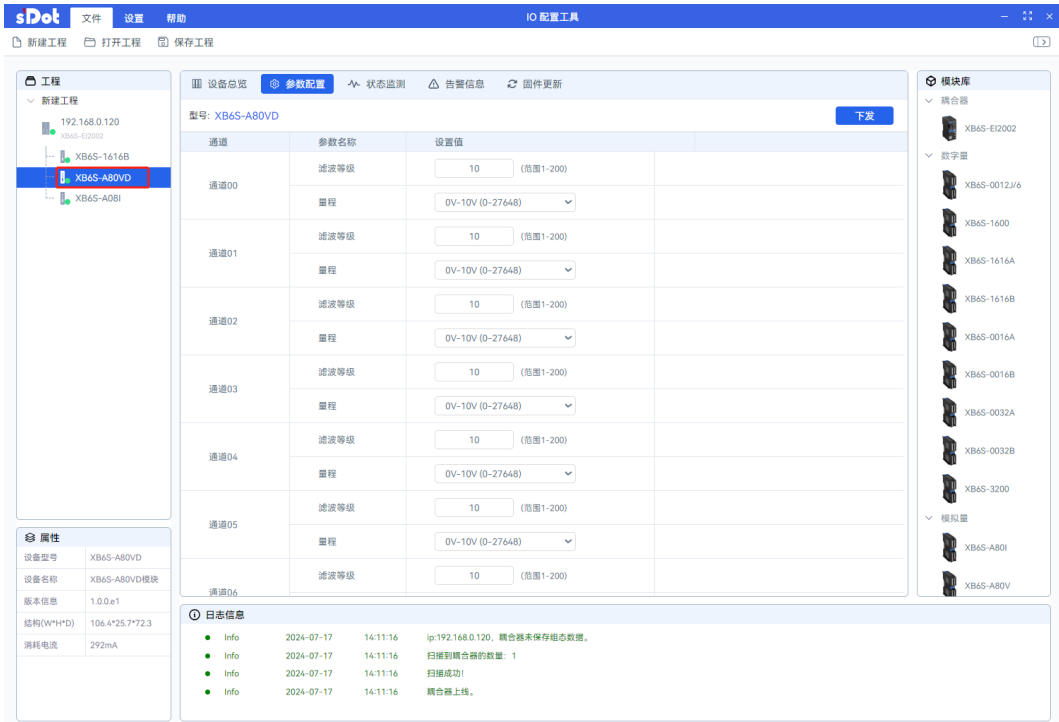 sDot 文件 设置 帮助 IO 配置工具
新建工程 打开工程 保存工程
工程
新建工程
192.168.0.120
XB6S-EI2002
XB6S-1616B
XB6S-A80VD
XB6S-A08I
设备总览 参数配置 状态监测 告警信息 固件更新
型号: XB6S-A80VD 下发
通道 参数名称 设置值
通道00
滤波等级 10 (范围1-200)
量程 0V-10V (0-27648)
通道01
滤波等级 10 (范围1-200)
量程 0V-10V (0-27648)
通道02
滤波等级 10 (范围1-200)
量程 0V-10V (0-27648)
通道03
滤波等级 10 (范围1-200)
量程 0V-10V (0-27648)
通道04
滤波等级 10 (范围1-200)
量程 0V-10V (0-27648)
通道05
滤波等级 10 (范围1-200)
量程 0V-10V (0-27648)
通道06
滤波等级 10 (范围1-200)
模块库
耦合器
XB6S-EI2002
数字量
XB6S-0012J/6
XB6S-1600
XB6S-1616A
XB6S-1616B
XB6S-0016A
XB6S-0016B
XB6S-0032A
XB6S-0032B
XB6S-3200
模拟量
XB6S-A80I
XB6S-A80V
属性
设备型号 XB6S-A80VD
设备名称 XB6S-A80VD模块
版本信息 1.0.0.e1
结构(W*H*D) 106.4*25.7*72.3
消耗电流 292mA
日志信息
Info 2024-07-17 14:11:16 ip:192.168.0.120, 耦合器未保存组态数据。
Info 2024-07-17 14:11:16 扫描到耦合器的数量: 1
Info 2024-07-17 14:11:16 扫描成功!
Info 2024-07-17 14:11:16 耦合器上线。